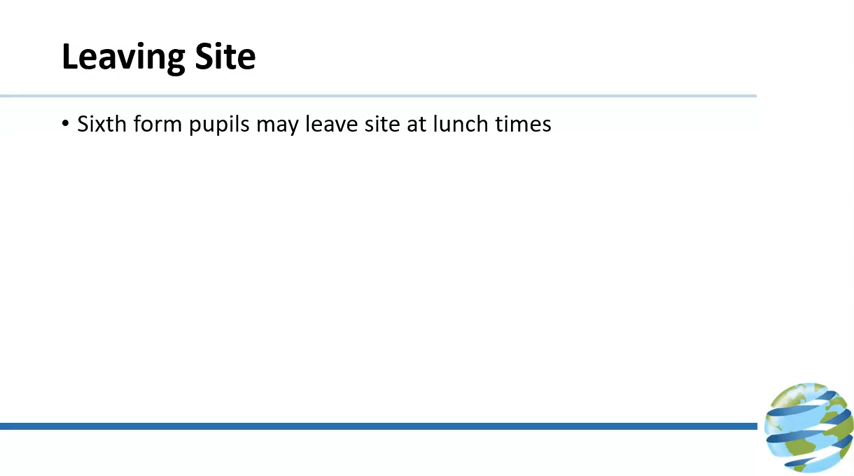 Leaving Site
• Sixth form pupils may leave site at lunch times